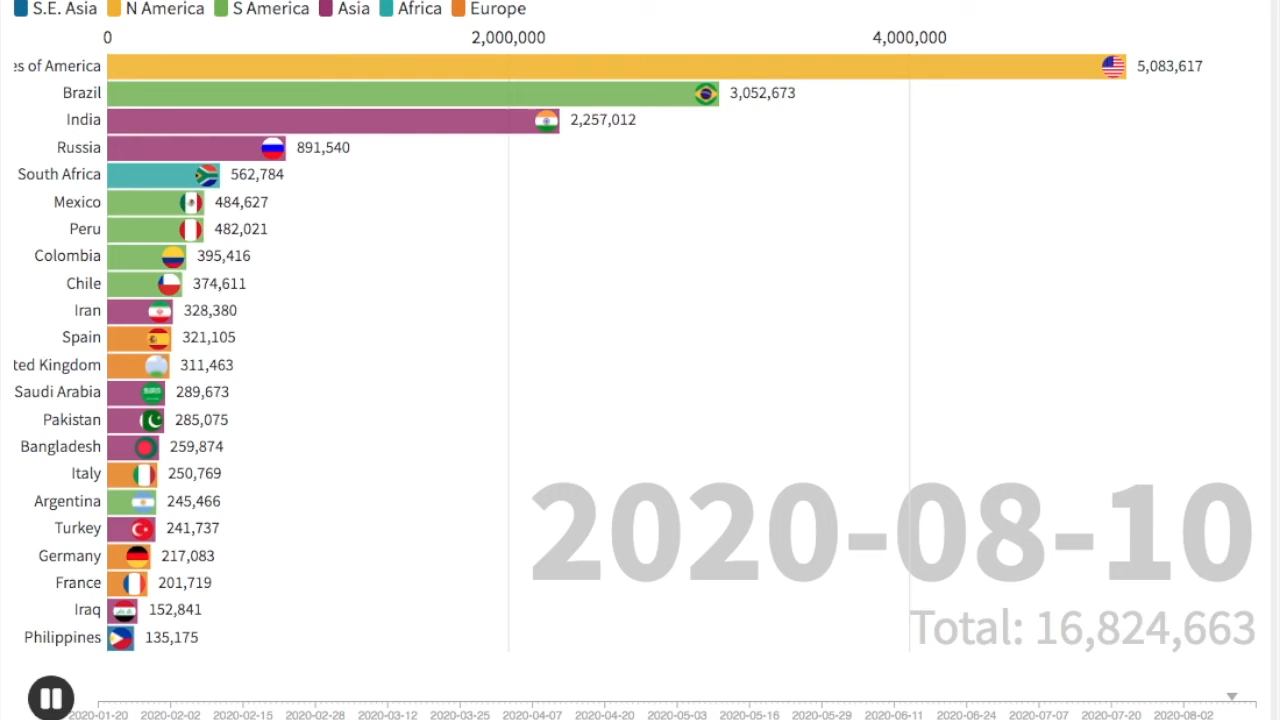 S.E. Asia N America S America Asia Africa Europe
0 2,000,000 4,000,000
es of America 5,083,617
Brazil 3,052,673
India 2,257,012
Russia 891,540
South Africa 562,784
Mexico 484,627
Peru 482,021
Colombia 395,416
Chile 374,611
Iran 328,380
Spain 321,105
ted Kingdom 311,463
Saudi Arabia 289,673
Pakistan 285,075
Bangladesh 259,874
Italy 250,769
Argentina 245,466
Turkey 241,737
Germany 217,083
France 201,719
Iraq 152,841
Philippines 135,175
2020-08-10
Total: 16,824,663
2020-01-20 2020-02-02 2020-02-15 2020-02-28 2020-03-12 2020-03-25 2020-04-07 2020-04-20 2020-05-03 2020-05-16 2020-05-29 2020-06-11 2020-06-24 2020-07-07 2020-07-20 2020-08-02